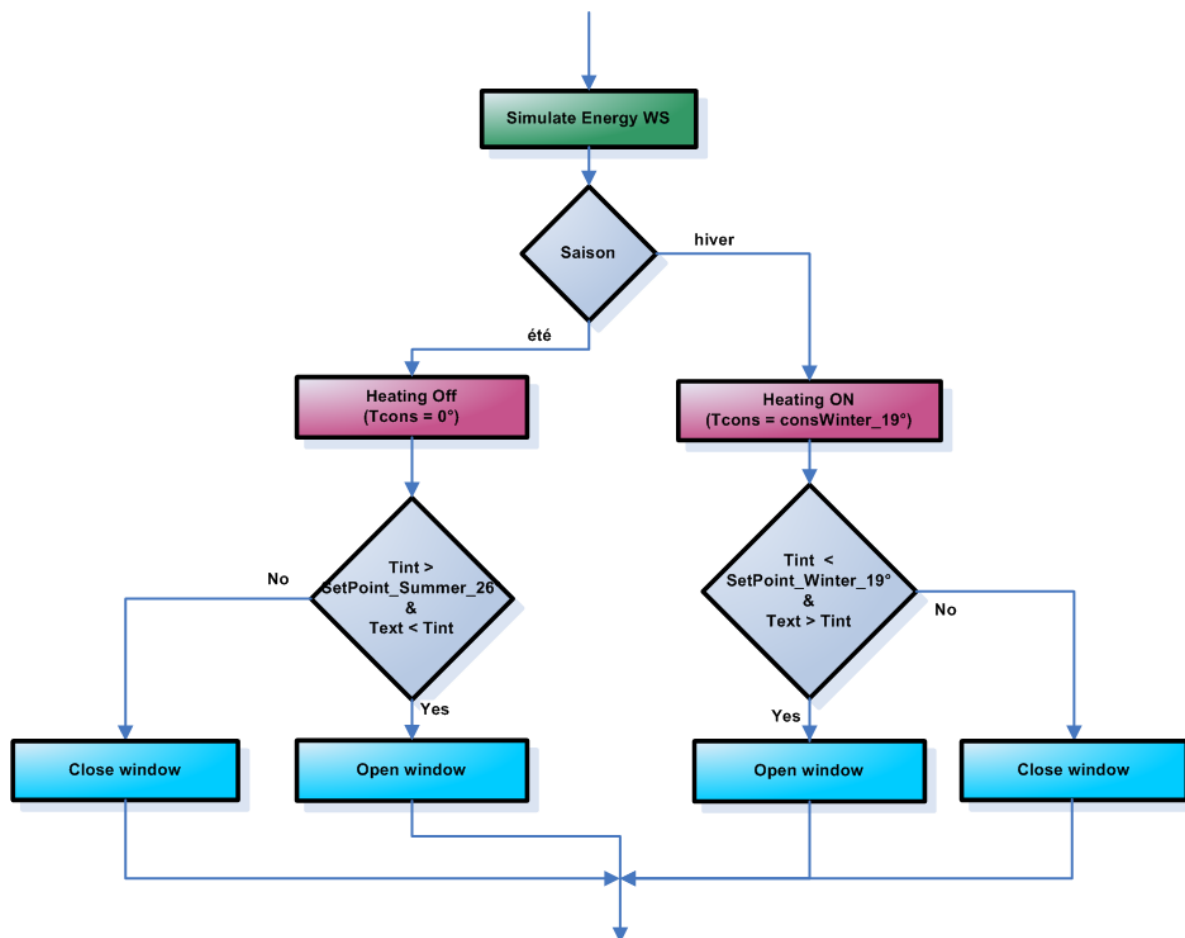 Simulate Energy WS
Saison
hiver
été
Heating Off
(Tcons = 0°)
Heating ON
(Tcons = consWinter_19°)
Tint >
SetPoint_Summer_26
&
Text < Tint
No
Yes
Tint <
SetPoint_Winter_19°
&
Text > Tint
No
Yes
Close window
Open window
Open window
Close window